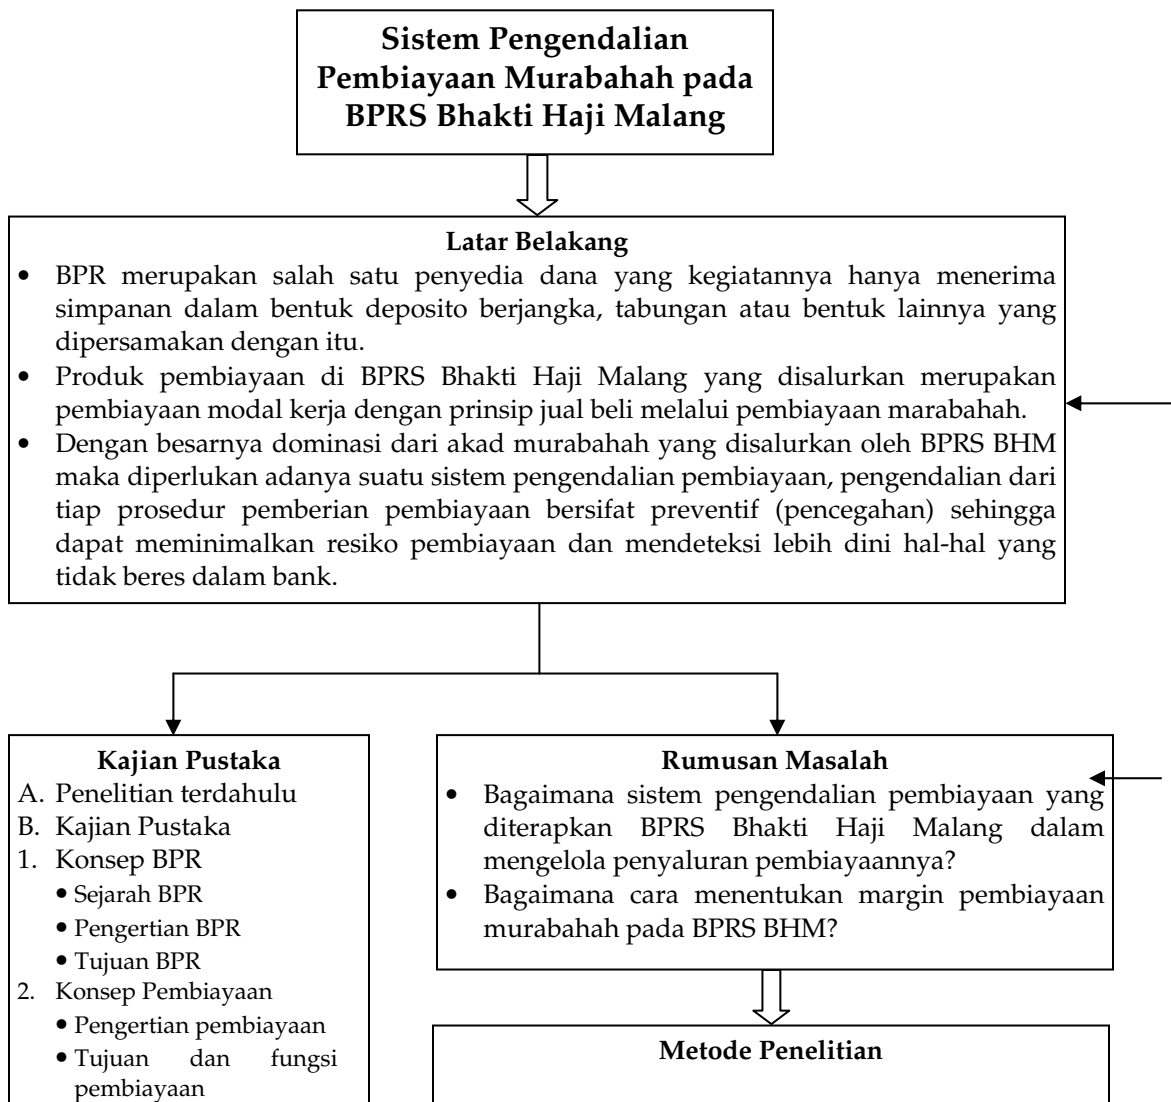 Sistem Pengendalian
Pembiayaan Murabahah pada
BPRS Bhakti Haji Malang
Latar Belakang
• BPR merupakan salah satu penyedia dana yang kegiatannya hanya menerima
simpanan dalam bentuk deposito berjangka, tabungan atau bentuk lainnya yang
dipersamakan dengan itu.
• Produk pembiayaan di BPRS Bhakti Haji Malang yang disalurkan merupakan
pembiayaan modal kerja dengan prinsip jual beli melalui pembiayaan marabahah.
• Dengan besarnya dominasi dari akad murabahah yang disalurkan oleh BPRS BHM
maka diperlukan adanya suatu sistem pengendalian pembiayaan, pengendalian dari
tiap prosedur pemberian pembiayaan bersifat preventif (pencegahan) sehingga
dapat meminimalkan resiko pembiayaan dan mendeteksi lebih dini hal-hal yang
tidak beres dalam bank.
Kajian Pustaka
A. Penelitian terdahulu
B. Kajian Pustaka
1. Konsep BPR
• Sejarah BPR
• Pengertian BPR
• Tujuan BPR
2. Konsep Pembiayaan
• Pengertian pembiayaan
• Tujuan dan fungsi
pembiayaan
Rumusan Masalah
• Bagaimana sistem pengendalian pembiayaan yang
diterapkan BPRS Bhakti Haji Malang dalam
mengelola penyaluran pembiayaannya?
• Bagaimana cara menentukan margin pembiayaan
murabahah pada BPRS BHM?
Metode Penelitian